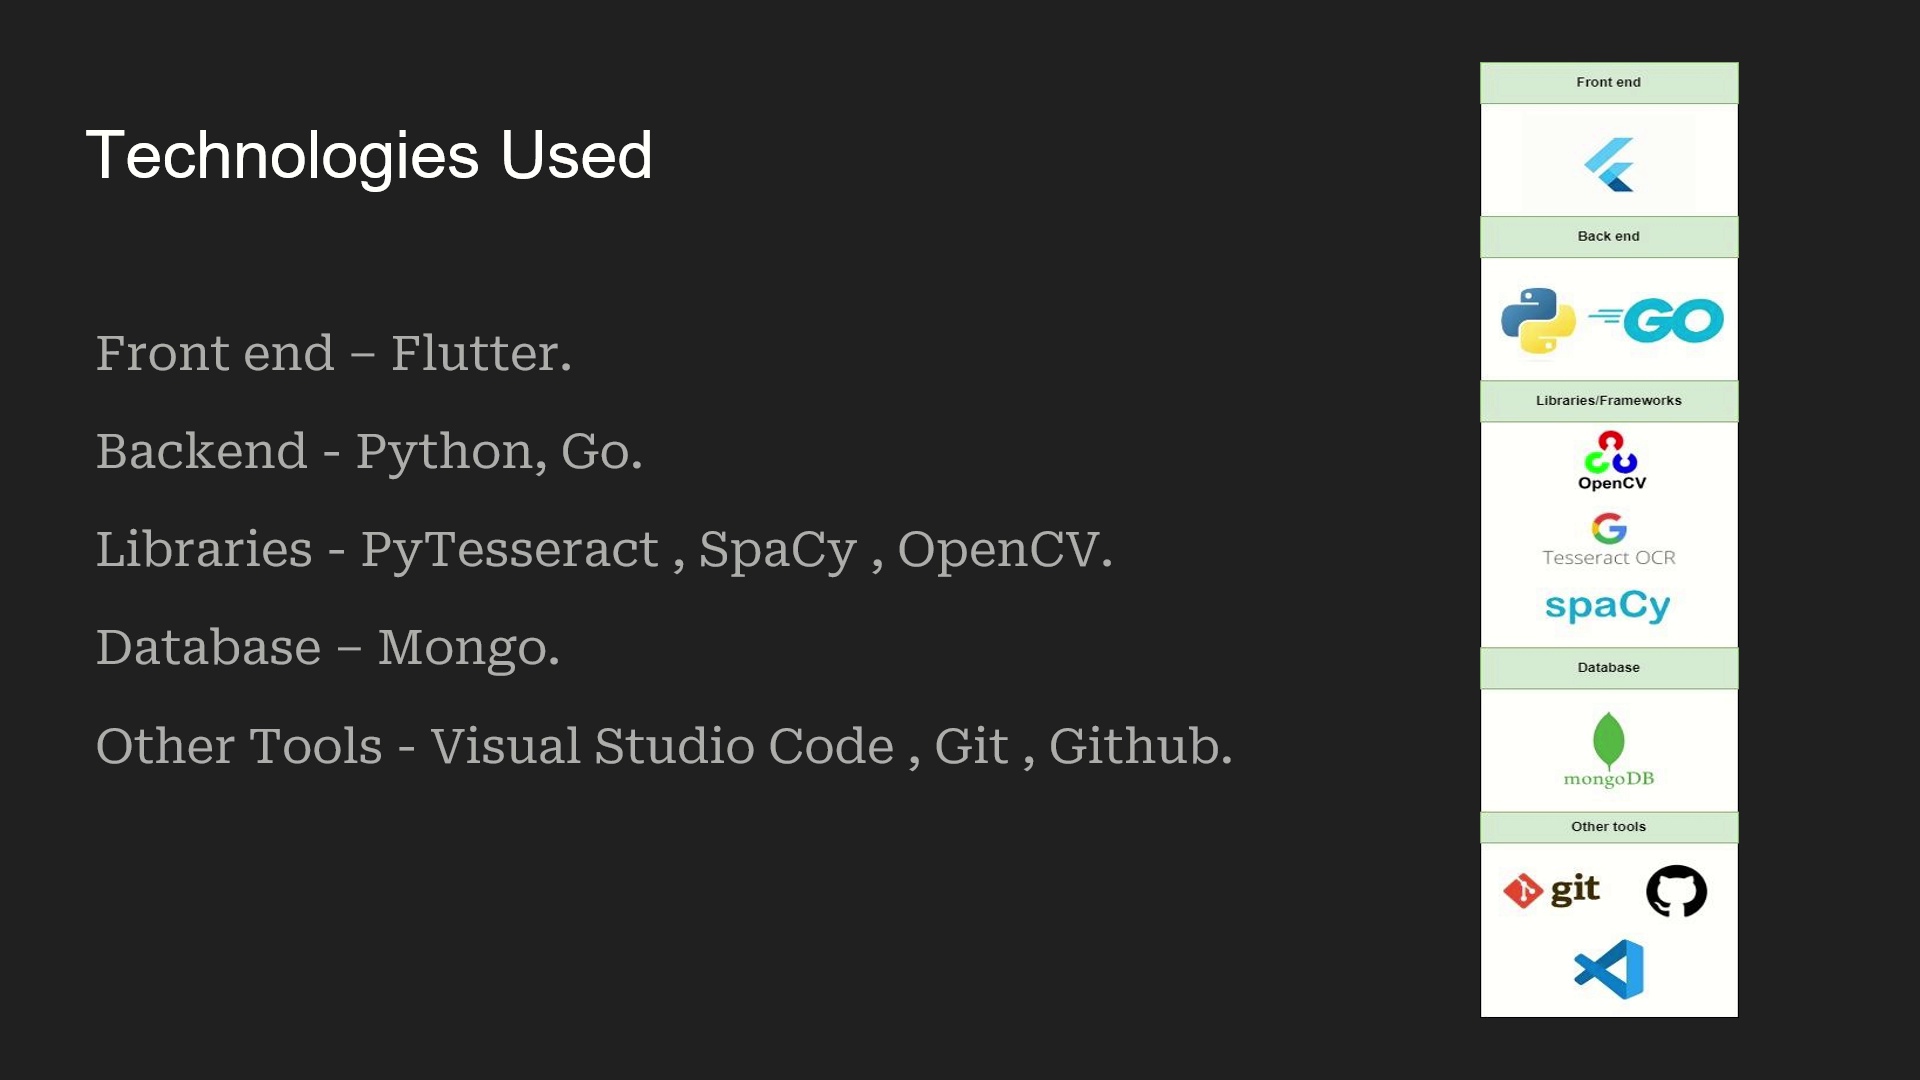 Technologies Used
Front end – Flutter.
Backend - Python, Go.
Libraries - PyTesseract , SpaCy , OpenCV.
Database – Mongo.
Other Tools - Visual Studio Code , Git , Github.
Front end
Back end
GO
Libraries/Frameworks
OpenCV
G
Tesseract OCR
spaCy
Database
mongoDB
Other tools
git